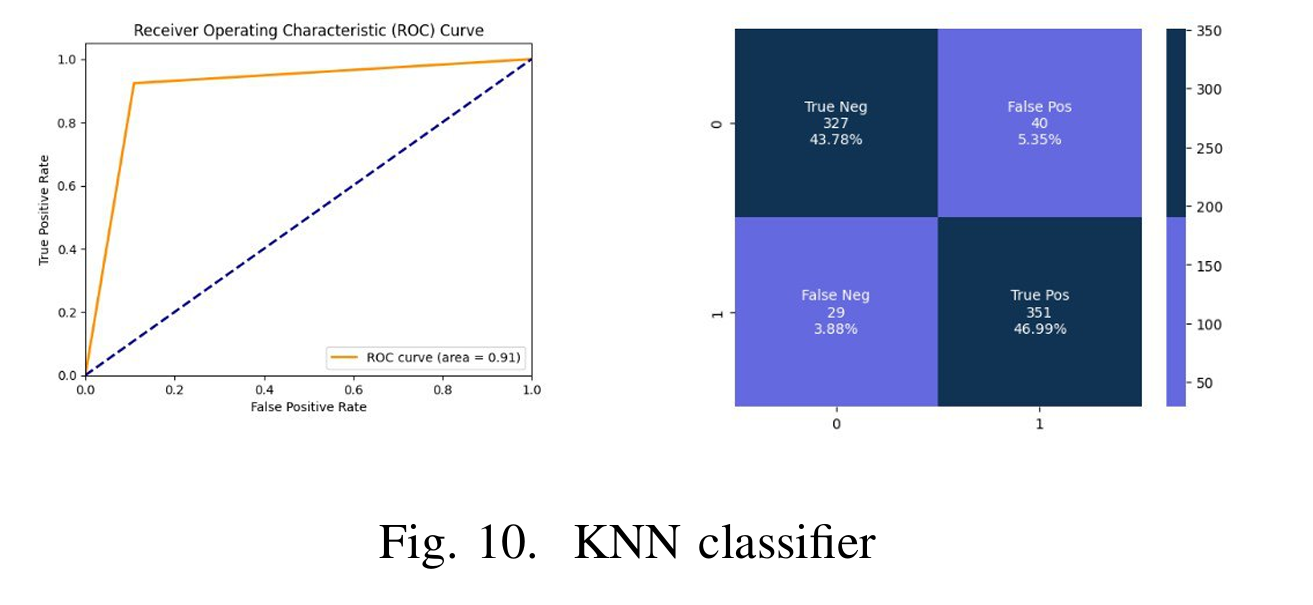 Receiver Operating Characteristic (ROC) Curve
True Positive Rate
1.0
0.8
0.6
0.4
0.2
0.0
0.0 0.2 0.4 0.6 0.8 1.0
False Positive Rate
ROC curve (area = 0.91)
0
1
True Neg
327
43.78%
False Pos
40
5.35%
False Neg
29
3.88%
True Pos
351
46.99%
0 1
350
300
250
200
150
100
50
Fig. 10. KNN classifier